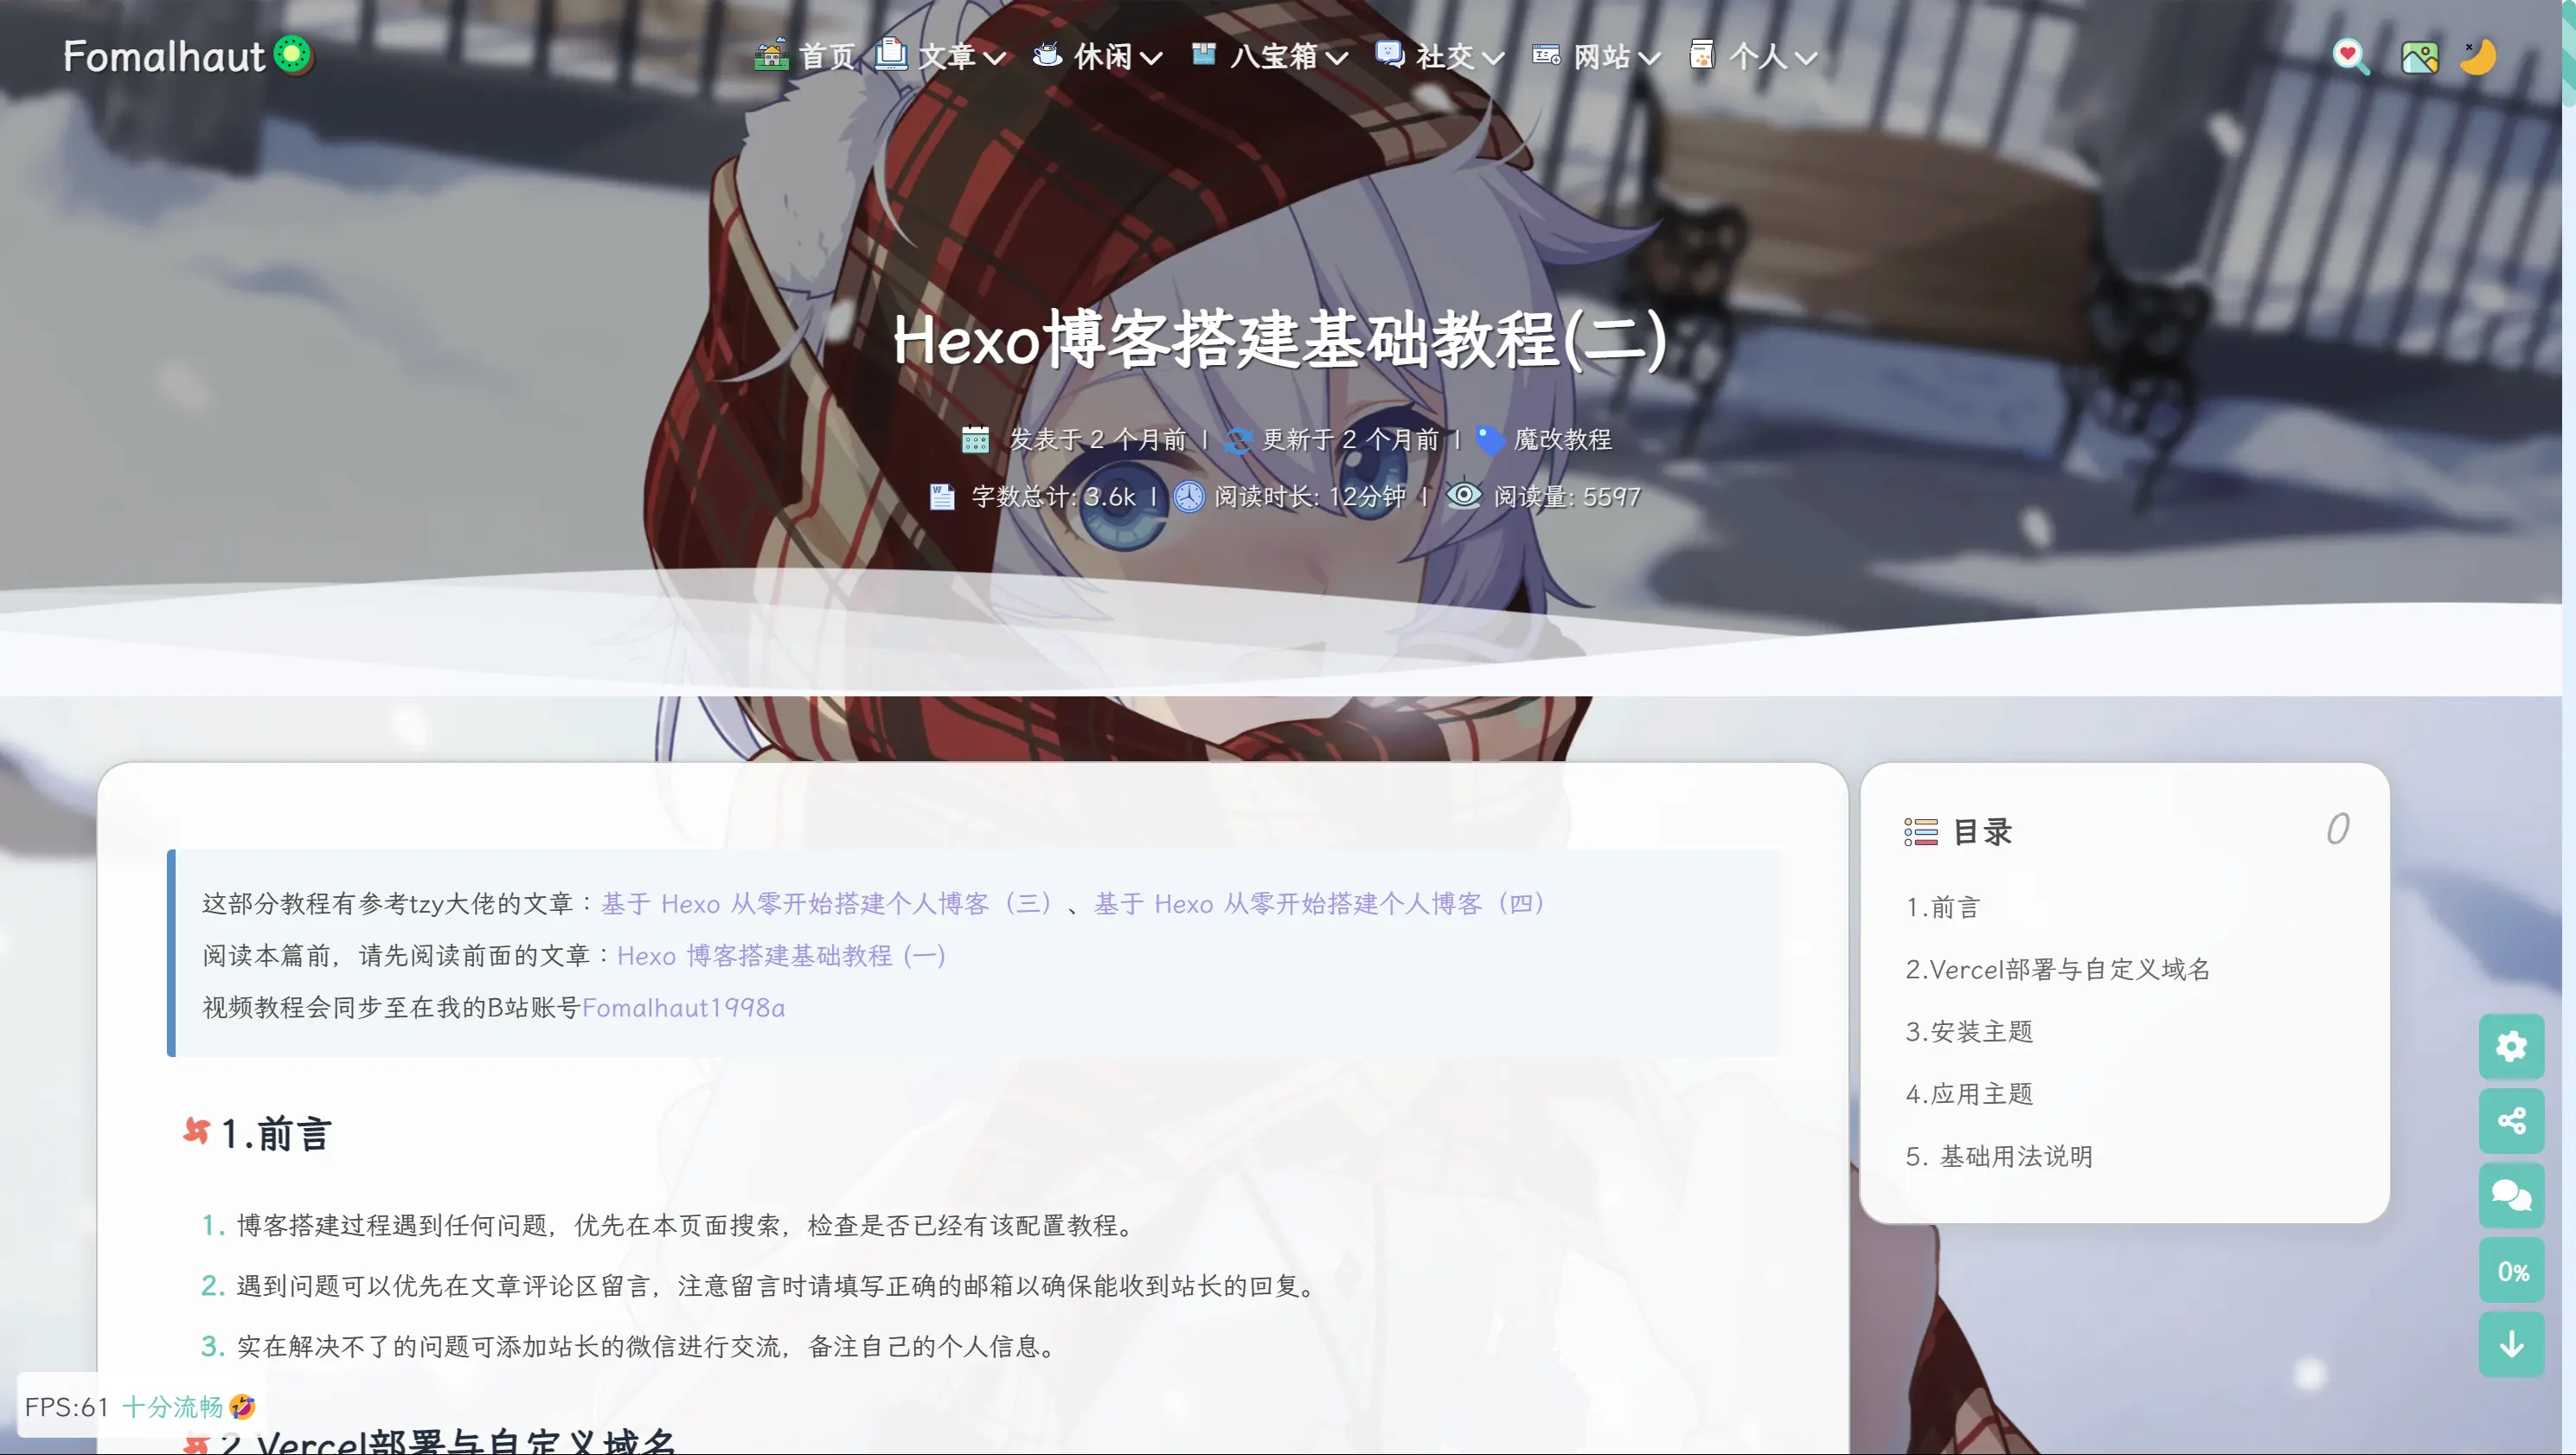 Fomalhaut
首页 文章 休闲 八宝箱 社交 网站 个人
Hexo博客搭建基础教程(二)
发表于 2 个月前 | 更新于 2 个月前 | 魔改教程
字数总计: 3.6k | 阅读时长: 12分钟 | 阅读量: 5597
这部分教程有参考tzy大佬的文章：基于 Hexo 从零开始搭建个人博客（三）、基于 Hexo 从零开始搭建个人博客（四）
阅读本篇前，请先阅读前面的文章：Hexo 博客搭建基础教程 (一)
视频教程会同步至在我的B站账号Fomalhaut1998a
1.前言
1. 博客搭建过程遇到任何问题，优先在本页面搜索，检查是否已经有该配置教程。
2. 遇到问题可以优先在文章评论区留言，注意留言时请填写正确的邮箱以确保能收到站长的回复。
3. 实在解决不了的问题可添加站长的微信进行交流，备注自己的个人信息。
2.Vercel部署与自定义域名
目录 0
1.前言
2.Vercel部署与自定义域名
3.安装主题
4.应用主题
5. 基础用法说明
0%
FPS:61 十分流畅🤣